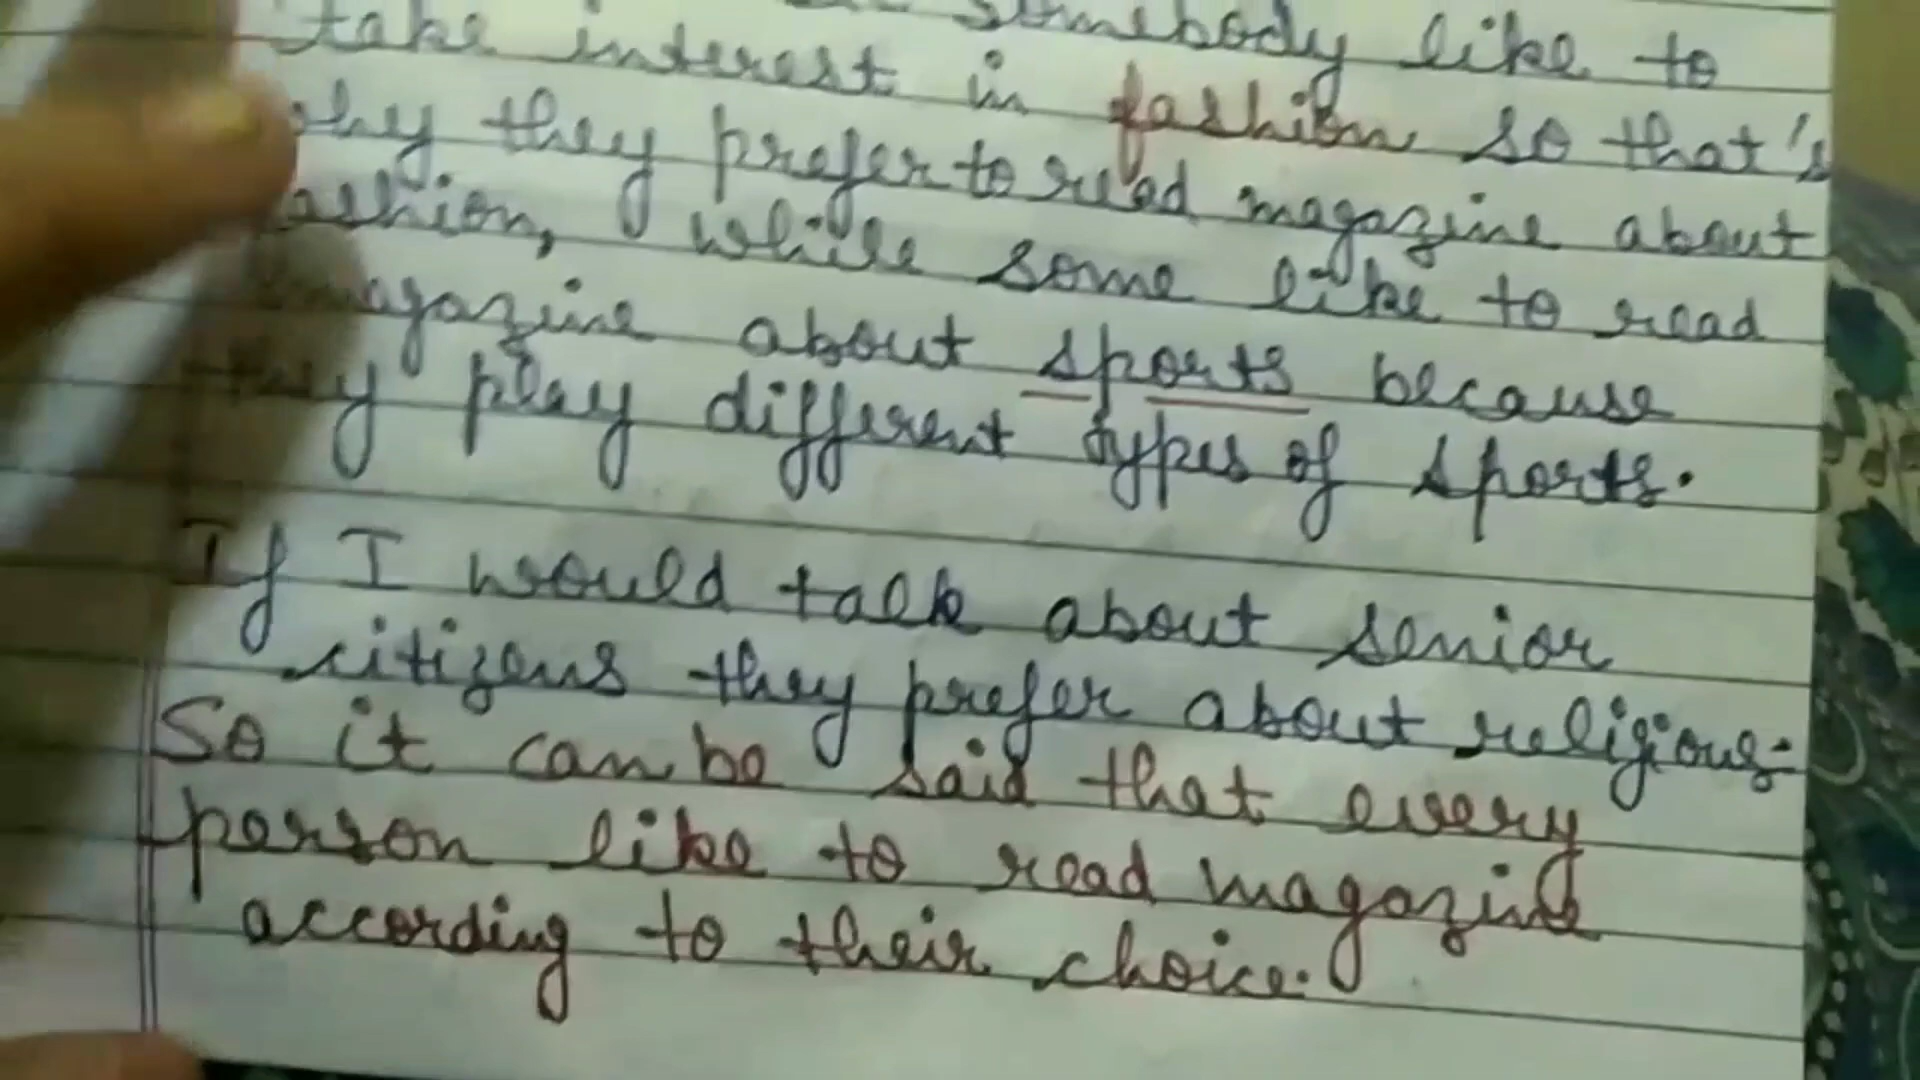 somebody like to
take interest in fashion so that's
why they prefer to read magazine about
fashion, while some like to read
magazine about sports because
they play different types of sports.
If I would talk about senior
citizens they prefer about religious.
So it can be said that every
person like to read magazine
according to their choice.